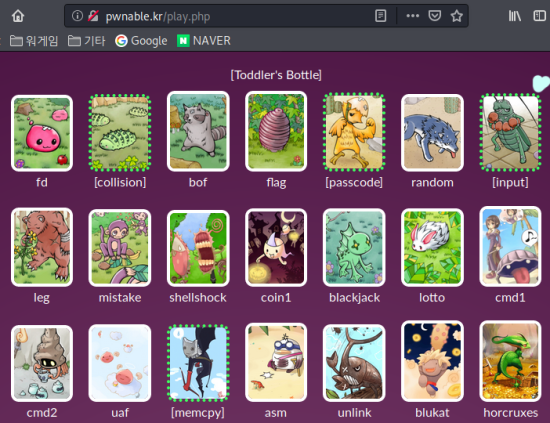 pwnable.kr/play.php
워게임 기타 Google N NAVER
[Toddler's Bottle]
fd [collision] bof flag [passcode] random [input]
leg mistake shellshock coin1 blackjack lotto cmd1
cmd2 uaf [memcpy] asm unlink blukat horcruxes